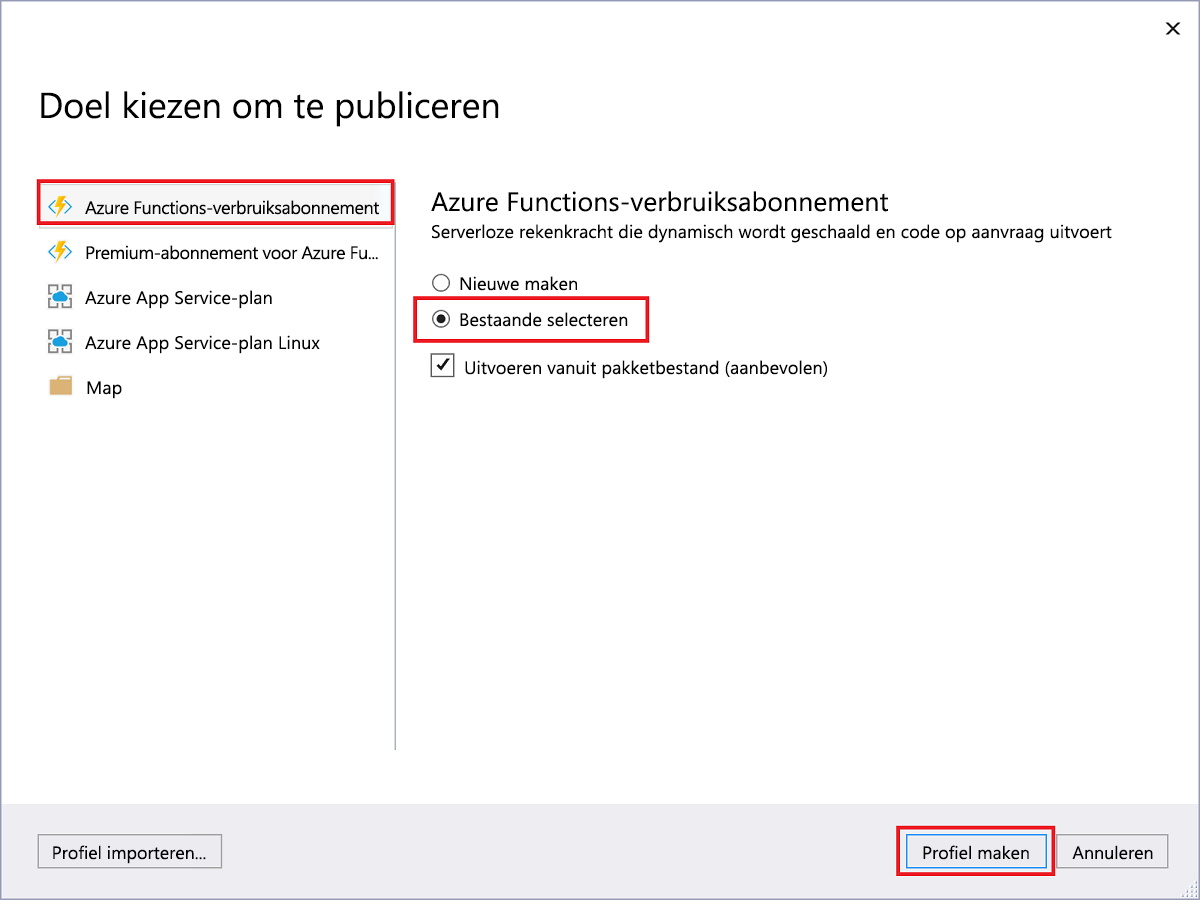 Doel kiezen om te publiceren
Azure Functions-verbruiksabonnement
Premium-abonnement voor Azure Fu...
Azure App Service-plan
Azure App Service-plan Linux
Map
Azure Functions-verbruiksabonnement
Serverloze rekenkracht die dynamisch wordt geschaald en code op aanvraag uitvoert
Nieuwe maken
Bestaande selecteren
Uitvoeren vanuit pakketbestand (aanbevolen)
Profiel importeren...
Profiel maken
Annuleren